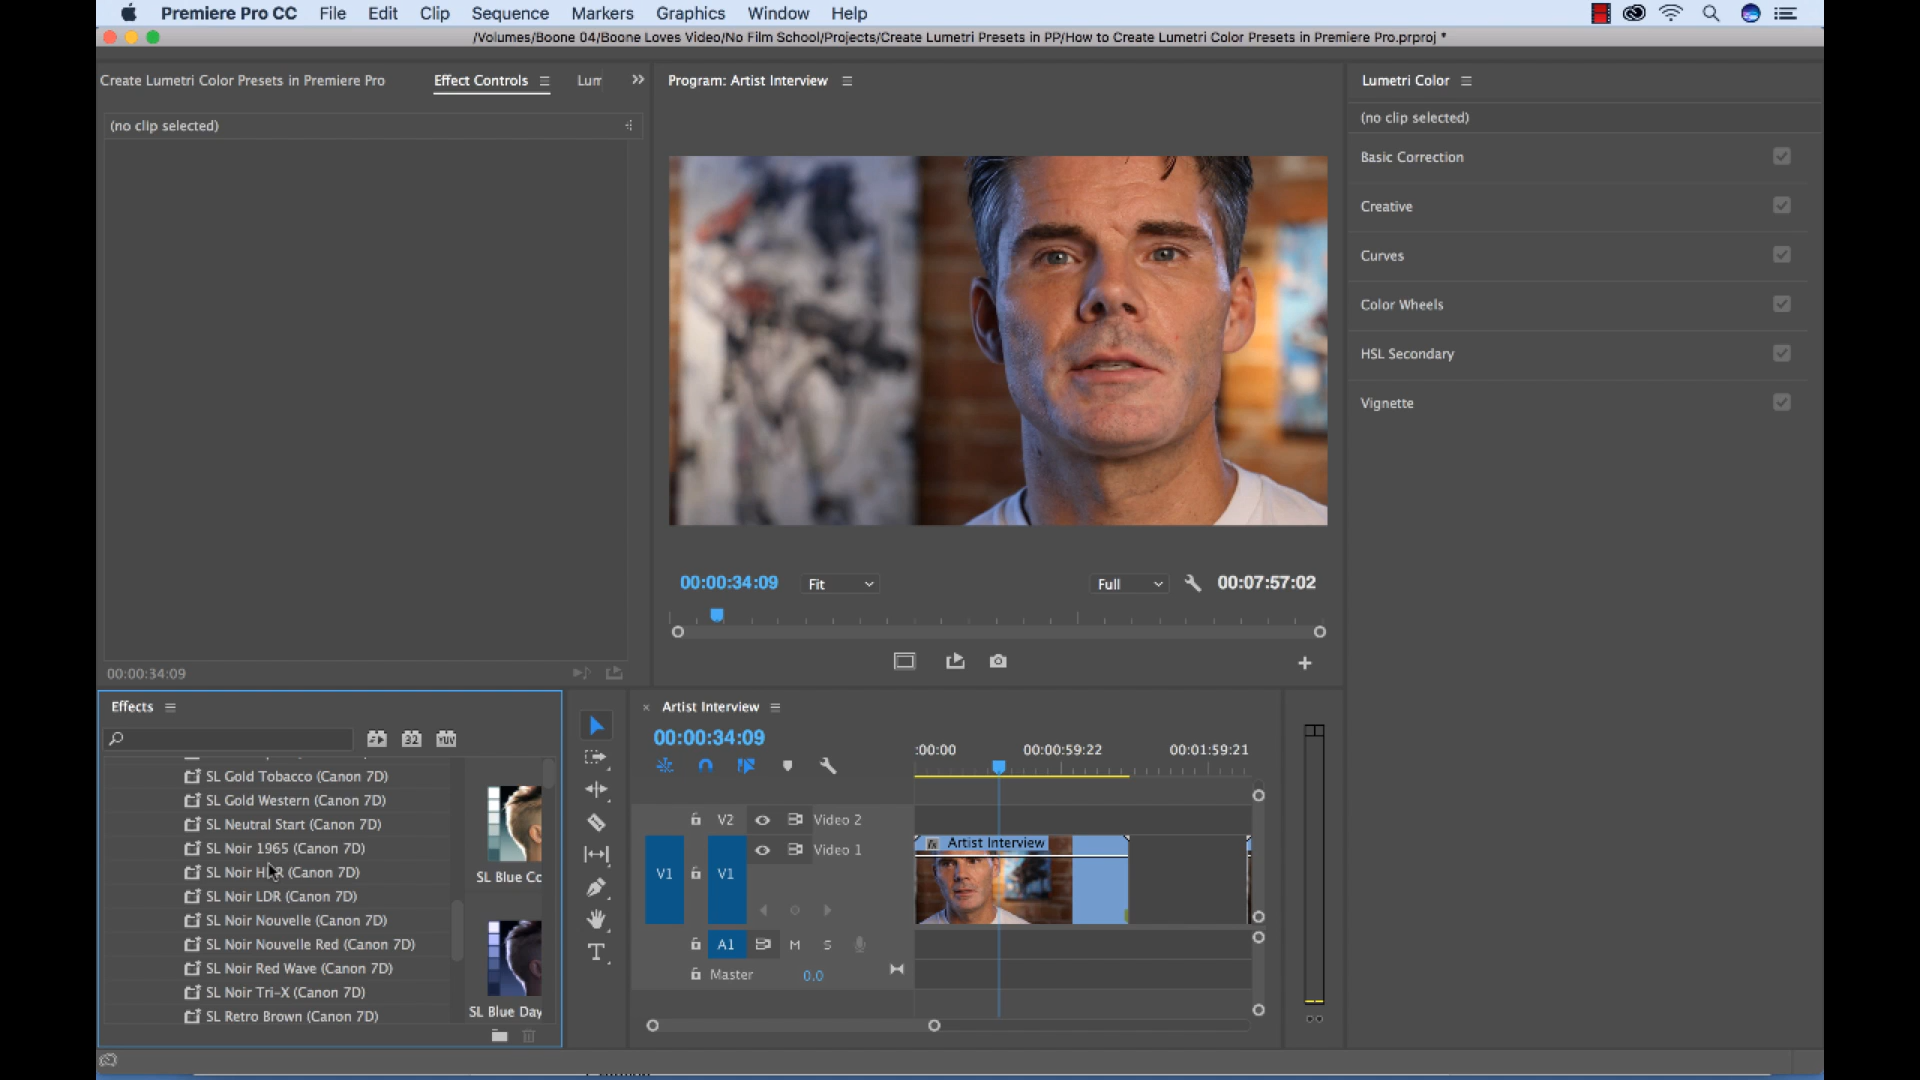 Premiere Pro CC File Edit Clip Sequence Markers Graphics Window Help
/Volumes/Boone 04/Boone Loves Video/No Film School/Projects/Create Lumetri Presets in PP/How to Create Lumetri Color Presets in Premiere Pro.prproj *
Create Lumetri Color Presets in Premiere Pro Effect Controls Lum
(no clip selected)
00:00:34:09
Program: Artist Interview
00:00:34:09 Fit Full 00:07:57:02
Lumetri Color
(no clip selected)
Basic Correction
Creative
Curves
Color Wheels
HSL Secondary
Vignette
Effects
32 YUV
SL Gold Tobacco (Canon 7D)
SL Gold Western (Canon 7D)
SL Neutral Start (Canon 7D)
SL Noir 1965 (Canon 7D)
SL Noir HDR (Canon 7D)
SL Noir LDR (Canon 7D)
SL Noir Nouvelle (Canon 7D)
SL Noir Nouvelle Red (Canon 7D)
SL Noir Red Wave (Canon 7D)
SL Noir Tri-X (Canon 7D)
SL Retro Brown (Canon 7D)
SL Blue Co
SL Blue Day
× Artist Interview
00:00:34:09
:00:00 00:00:59:22 00:01:59:21
V2 Video 2
V1 V1 Video 1
fx Artist Interview
A1 M S
Master 0.0